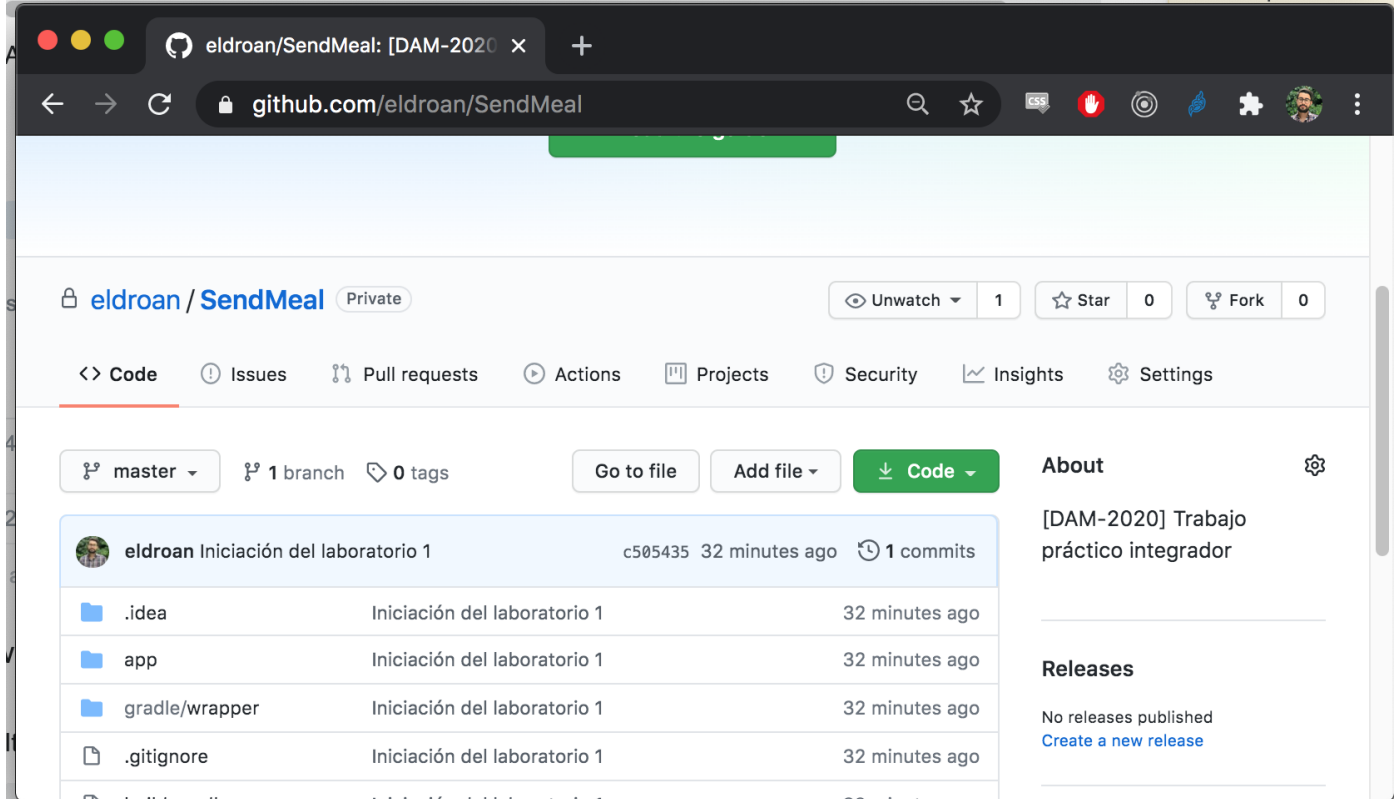 eldroan/SendMeal: [DAM-2020
github.com/eldroan/SendMeal
CSS
eldroan / SendMeal Private
Unwatch 1 Star 0 Fork 0
Code Issues Pull requests Actions Projects Security Insights Settings
master 1 branch 0 tags Go to file Add file Code
eldroan Iniciación del laboratorio 1 c505435 32 minutes ago 1 commits
.idea Iniciación del laboratorio 1 32 minutes ago
app Iniciación del laboratorio 1 32 minutes ago
gradle/wrapper Iniciación del laboratorio 1 32 minutes ago
.gitignore Iniciación del laboratorio 1 32 minutes ago
About
[DAM-2020] Trabajo
práctico integrador
Releases
No releases published
Create a new release